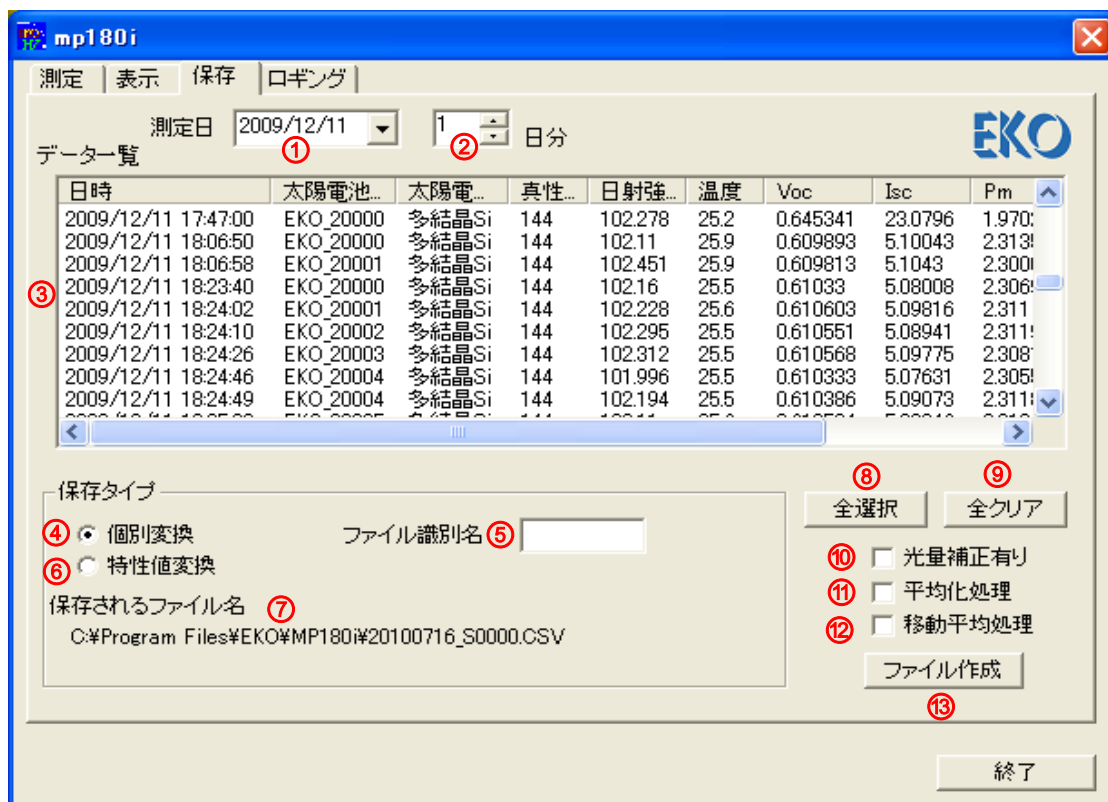 mp180i
測定 表示 保存 ロギング
測定日 2009/12/11 1 日分 EKO
① ②
データ一覧
日時 太陽電池... 太陽電... 真性... 日射強... 温度 Voc Isc Pm
2009/12/11 17:47:00 EKO_20000 多結晶Si 144 102.278 25.2 0.645341 23.0796 1.970
2009/12/11 18:06:50 EKO_20000 多結晶Si 144 102.11 25.9 0.609893 5.10043 2.313
2009/12/11 18:06:58 EKO_20001 多結晶Si 144 102.451 25.9 0.609813 5.1043 2.300
③ 2009/12/11 18:23:40 EKO_20000 多結晶Si 144 102.16 25.5 0.61033 5.08008 2.306
2009/12/11 18:24:02 EKO_20001 多結晶Si 144 102.228 25.6 0.610603 5.09816 2.311
2009/12/11 18:24:10 EKO_20002 多結晶Si 144 102.295 25.5 0.610551 5.08941 2.311
2009/12/11 18:24:26 EKO_20003 多結晶Si 144 102.312 25.5 0.610568 5.09775 2.308
2009/12/11 18:24:46 EKO_20004 多結晶Si 144 101.996 25.5 0.610333 5.07631 2.305
2009/12/11 18:24:49 EKO_20004 多結晶Si 144 102.194 25.5 0.610386 5.09073 2.311
⑧ ⑨
保存タイプ 全選択 全クリア
④ 個別変換 ファイル識別名 ⑤
⑥ 特性値変換
⑩ 光量補正有り
⑪ 平均化処理
⑫ 移動平均処理
保存されるファイル名 ⑦
C:¥Program Files¥EKO¥MP180i¥20100716_S0000.CSV
ファイル作成
⑬
終了